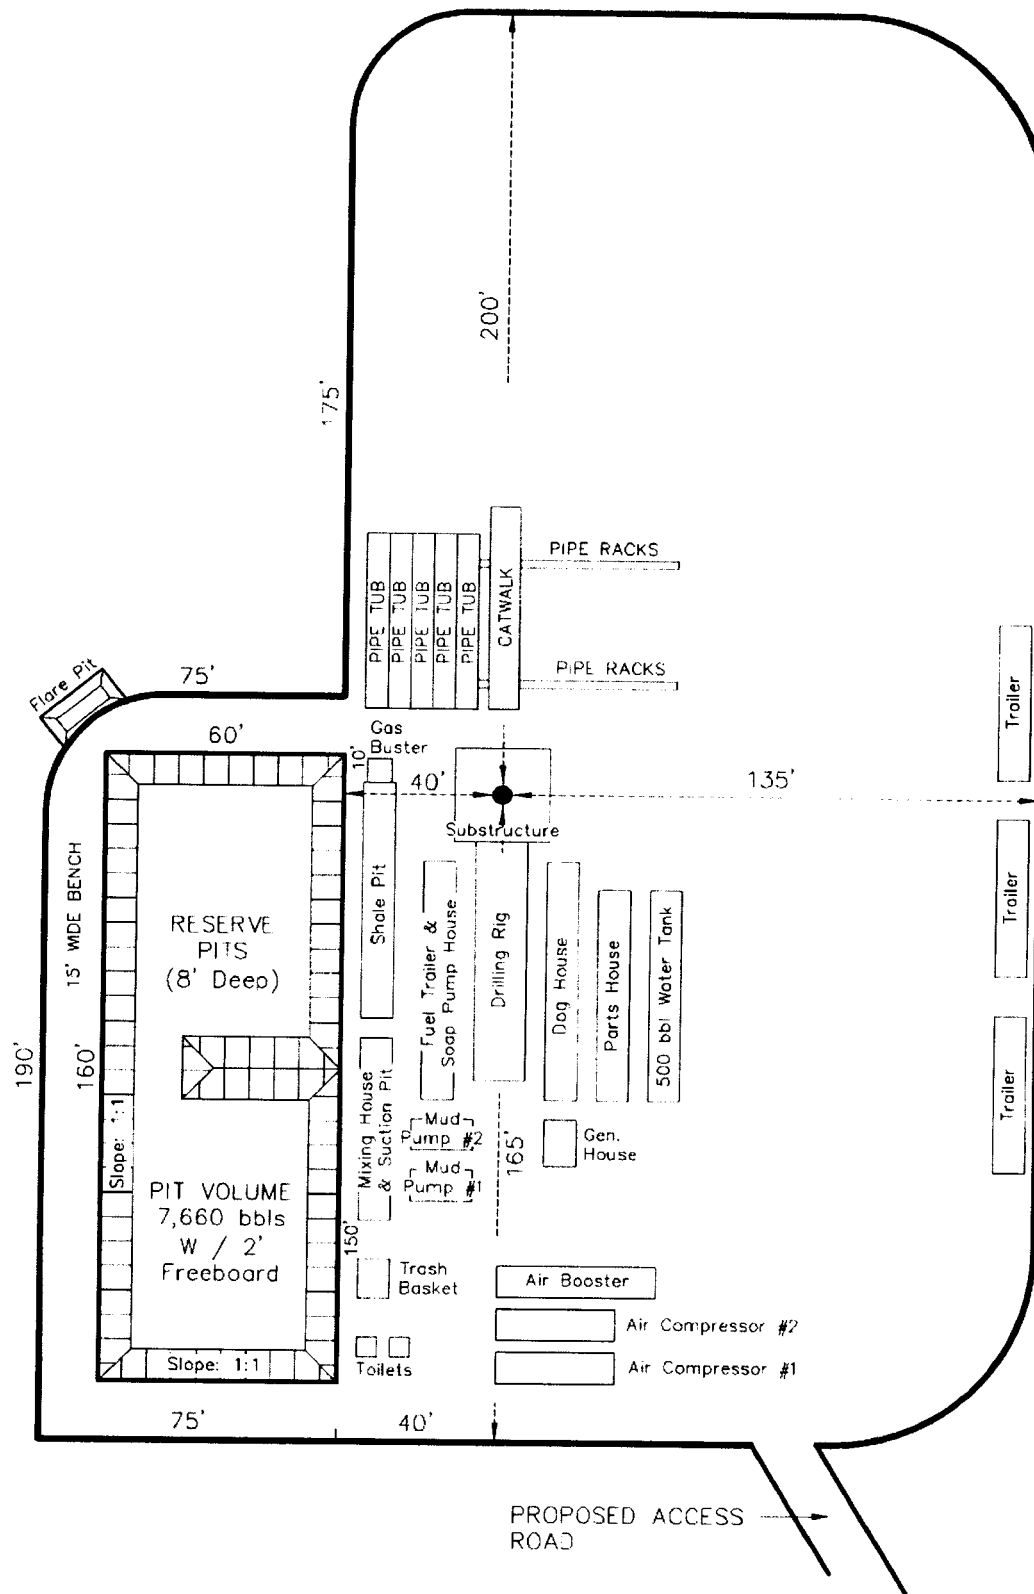 200'
175'
PIPE TUB
PIPE TUB
PIPE TUB
PIPE TUB
PIPE TUB
CATWALK
PIPE RACKS
PIPE RACKS
Flare Pit
75'
Trailer
60'
10'
Gas
Buster
40'
135'
Substructure
15' WIDE BENCH
RESERVE
PITS
(8' Deep)
Shale Pit
Fuel Trailer &
Soap Pump House
Drilling Rig
Dog House
Parts House
500 bbl Water Tank
Trailer
190'
160'
Slope: 1:1
Mixing House
& Suction Pit
Mud
Pump #2
Mud
Pump #1
165'
Gen.
House
Trailer
PIT VOLUME
7,660 bbls
W / 2'
Freeboard
150'
Trash
Basket
Air Booster
Air Compressor #2
Slope: 1:1
Toilets
Air Compressor #1
75'
40'
PROPOSED ACCESS
ROAD